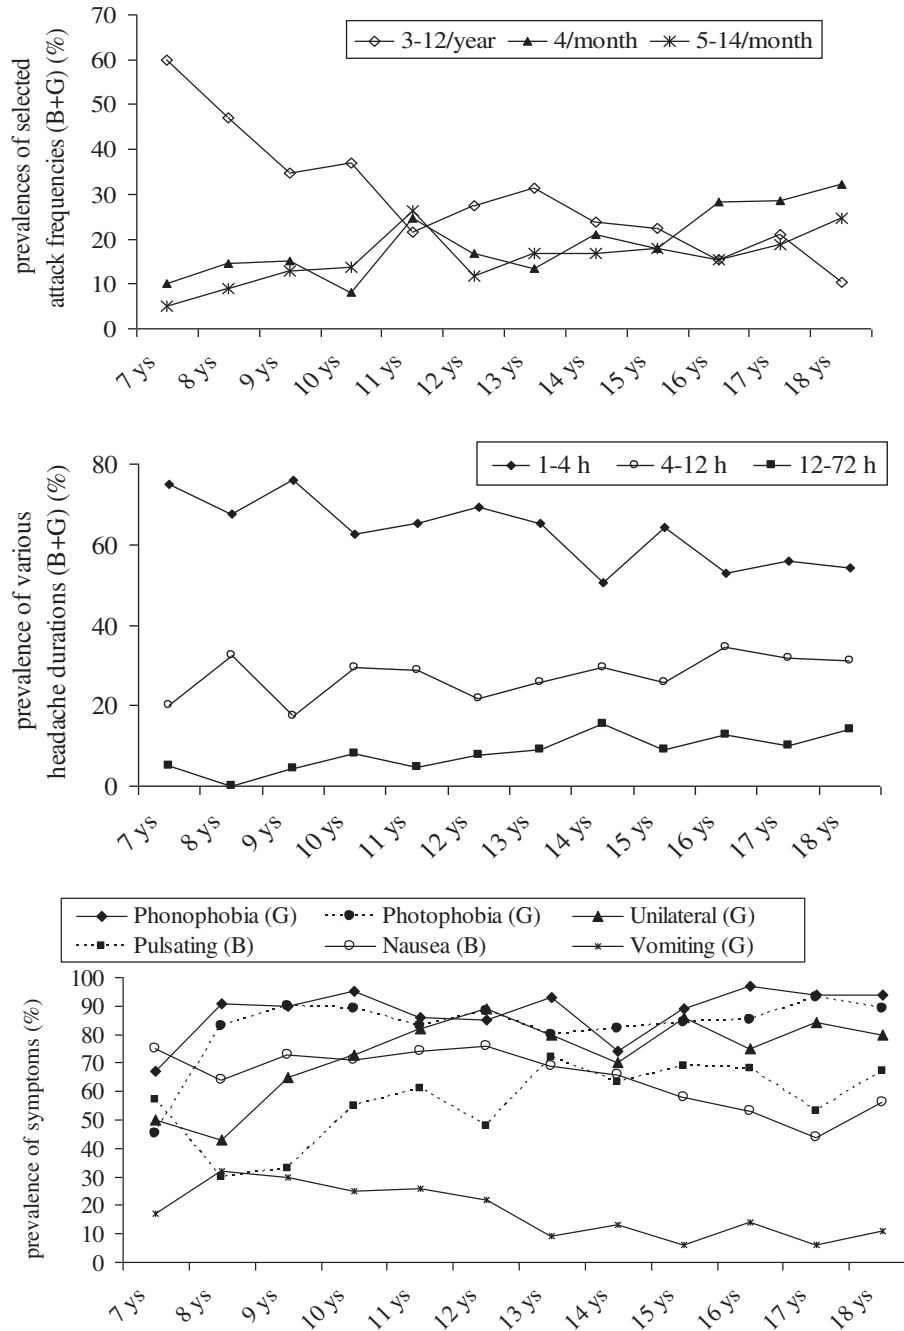 70
3-12/year 4/month 5-14/month
60
50
40
30
20
10
0
prevalences of selected
attack frequencies (B+G) (%)
7 ys 8 ys 9 ys 10 ys 11 ys 12 ys 13 ys 14 ys 15 ys 16 ys 17 ys 18 ys
1-4 h 4-12 h 12-72 h
80
60
40
20
0
prevalence of various
headache durations (B+G) (%)
7 ys 8 ys 9 ys 10 ys 11 ys 12 ys 13 ys 14 ys 15 ys 16 ys 17 ys 18 ys
Phonophobia (G) Photophobia (G) Unilateral (G)
Pulsating (B) Nausea (B) Vomiting (G)
100
90
80
70
60
50
40
30
20
10
0
prevalence of symptoms (%)
7 ys 8 ys 9 ys 10 ys 11 ys 12 ys 13 ys 14 ys 15 ys 16 ys 17 ys 18 ys